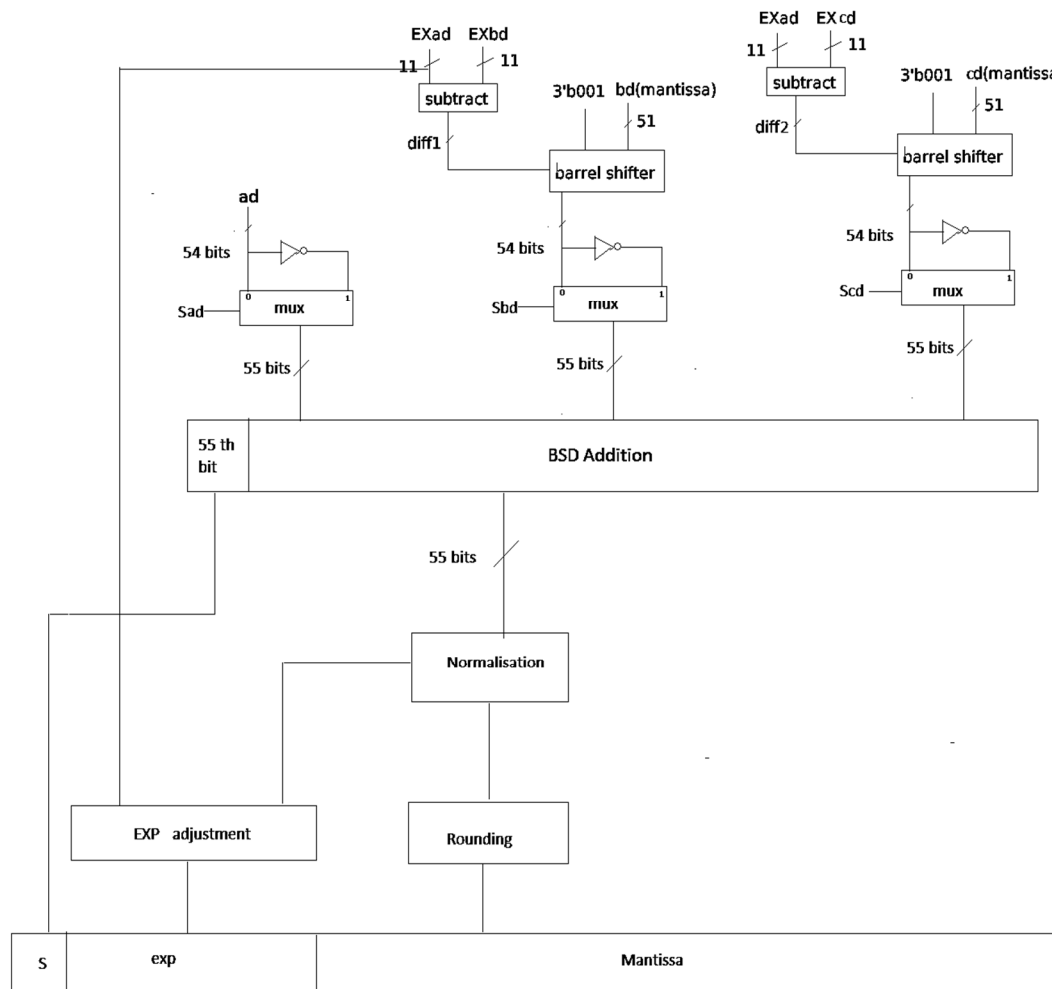 EXad EXbd
11 11
subtract
diff1
3'b001 bd(mantissa)
51
barrel shifter
EXad EXcd
11 11
subtract
diff2
3'b001 cd(mantissa
51
barrel shifter
ad
54 bits
0 1
Sad mux
54 bits
0 1
Sbd mux
54 bits
0 1
Scd mux
55 bits
55 bits
55 bits
55 th
bit
BSD Addition
55 bits
Normalisation
EXP adjustment
Rounding
S exp Mantissa